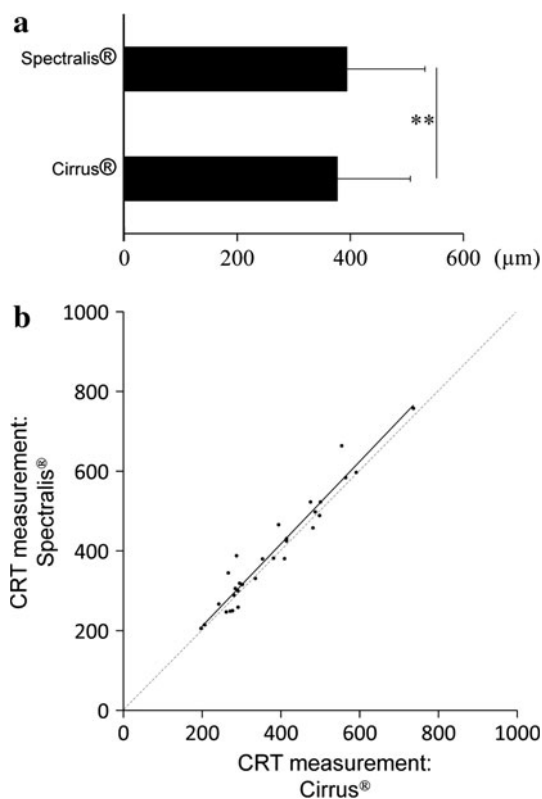 a
Spectralis®
**
Cirrus®
0 200 400 600 (µm)
b
1000
800
600
400
200
0
CRT measurement:
Spectralis®
0 200 400 600 800 1000
CRT measurement:
Cirrus®